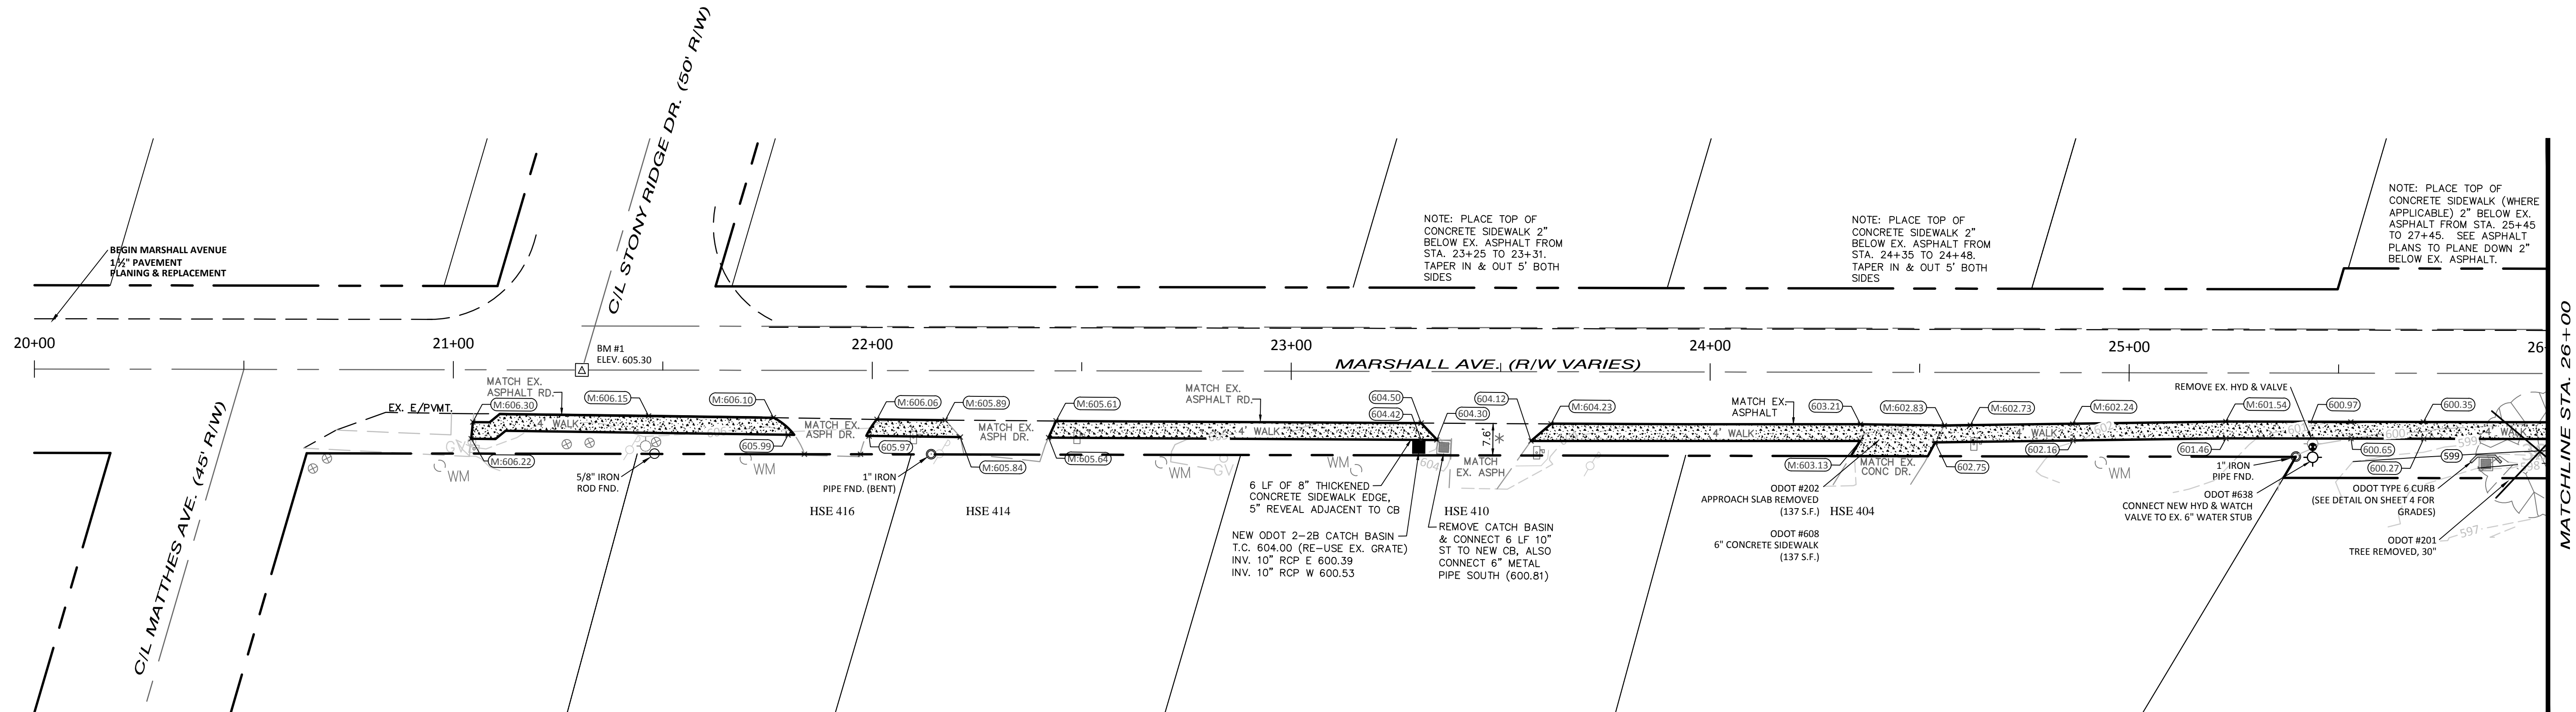 C/L STONY RIDGE DR. (50' R/W)
BEGIN MARSHALL AVENUE
1 ½" PAVEMENT
PLANING & REPLACEMENT
NOTE: PLACE TOP OF
CONCRETE SIDEWALK 2"
BELOW EX. ASPHALT FROM
STA. 23+25 TO 23+31.
TAPER IN & OUT 5' BOTH
SIDES
NOTE: PLACE TOP OF
CONCRETE SIDEWALK 2"
BELOW EX. ASPHALT FROM
STA. 24+35 TO 24+48.
TAPER IN & OUT 5' BOTH
SIDES
NOTE: PLACE TOP OF
CONCRETE SIDEWALK (WHERE
APPLICABLE) 2" BELOW EX.
ASPHALT FROM STA. 25+45
TO 27+45. SEE ASPHALT
PLANS TO PLANE DOWN 2"
BELOW EX. ASPHALT.
MATCHLINE STA. 26+00
20+00
21+00
22+00
23+00
24+00
25+00
26+
BM #1
ELEV. 605.30
MARSHALL AVE. (R/W VARIES)
C/L MATTHES AVE. (45' R/W)
EX. E/PVMT.
MATCH EX.
ASPHALT RD.
M:606.30
M:606.15
M:606.10
M:606.06
M:605.89
M:605.61
MATCH EX.
ASPHALT RD.
604.50
604.42
604.30
604.12
M:604.23
MATCH EX.
ASPHALT
603.21
M:602.83
M:602.73
M:602.24
M:601.54
REMOVE EX. HYD & VALVE
600.97
600.35
4' WALK
MATCH EX.
ASPH DR.
MATCH EX.
ASPH DR.
4' WALK
7.6'
4' WALK
4' WALK
4' WALK
GV
M:606.22
605.99
605.97
M:605.84
M:605.64
604
MATCH
EX. ASPH
M:603.13
MATCH EX.
CONC DR.
602.75
602.16
601.46
600.65
600.27
599
599
597
WM
WM
WM
GV
WM
WM
5/8" IRON
ROD FND.
1" IRON
PIPE FND. (BENT)
HSE 416
HSE 414
HSE 410
HSE 404
6 LF OF 8" THICKENED
CONCRETE SIDEWALK EDGE,
5" REVEAL ADJACENT TO CB
NEW ODOT 2-2B CATCH BASIN
T.C. 604.00 (RE-USE EX. GRATE)
INV. 10" RCP E 600.39
INV. 10" RCP W 600.53
REMOVE CATCH BASIN
& CONNECT 6 LF 10"
ST TO NEW CB, ALSO
CONNECT 6" METAL
PIPE SOUTH (600.81)
ODOT #202
APPROACH SLAB REMOVED
(137 S.F.)
ODOT #608
6" CONCRETE SIDEWALK
(137 S.F.)
1" IRON
PIPE FND.
ODOT #638
CONNECT NEW HYD & WATCH
VALVE TO EX. 6" WATER STUB
ODOT TYPE 6 CURB
(SEE DETAIL ON SHEET 4 FOR
GRADES)
ODOT #201
TREE REMOVED, 30"